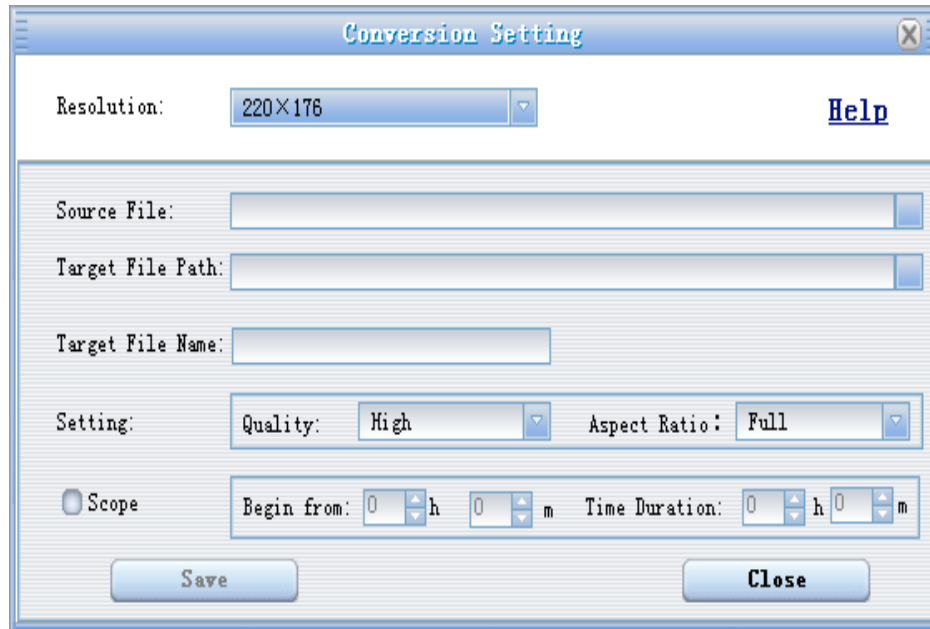 Conversion Setting
Resolution: 220×176 Help
Source File:
Target File Path:
Target File Name:
Setting: Quality: High Aspect Ratio: Full
Scope Begin from: 0 h 0 m Time Duration: 0 h 0 m
Save Close